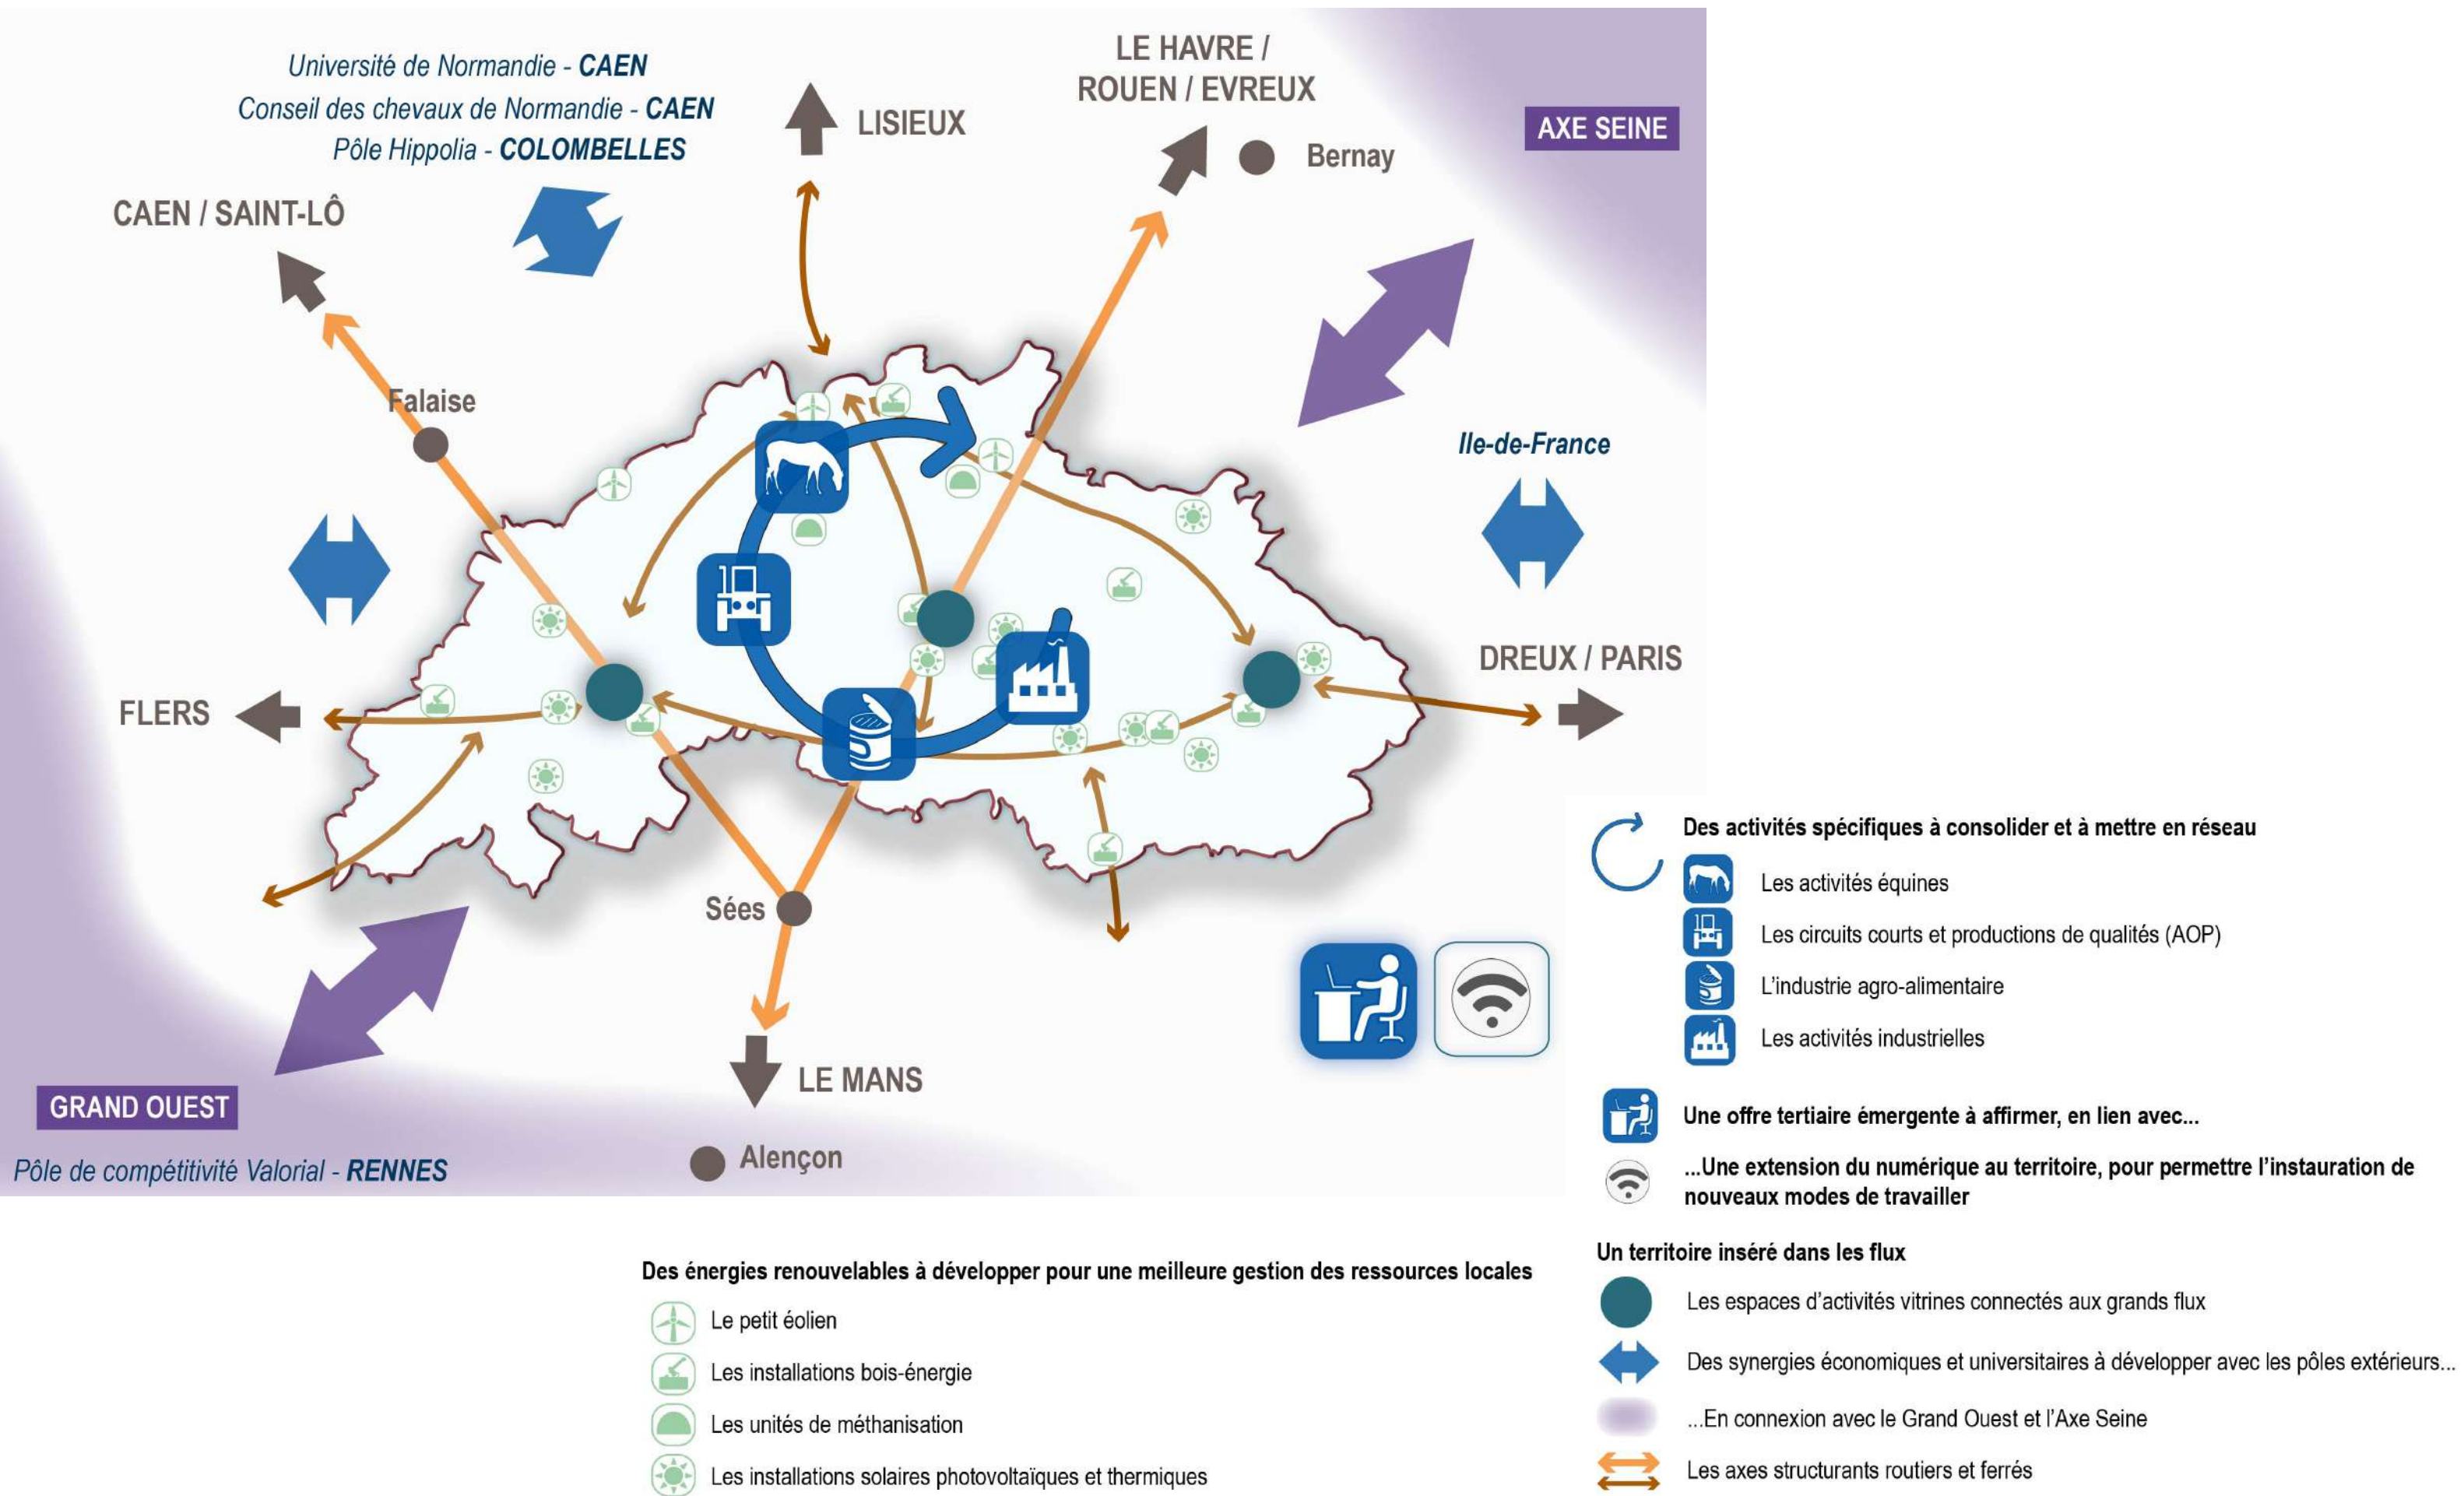 Université de Normandie - CAEN
Conseil des chevaux de Normandie - CAEN
Pôle Hippolia - COLOMBELLES
LE HAVRE /
ROUEN / EVREUX
LISIEUX
Bernay
AXE SEINE
CAEN / SAINT-LÔ
Falaise
Ile-de-France
FLERS
DREUX / PARIS
Sées
LE MANS
GRAND OUEST
Alençon
Pôle de compétitivité Valorial - RENNES
Des activités spécifiques à consolider et à mettre en réseau
Les activités équines
Les circuits courts et productions de qualités (AOP)
L'industrie agro-alimentaire
Les activités industrielles
Une offre tertiaire émergente à affirmer, en lien avec...
...Une extension du numérique au territoire, pour permettre l'instauration de
nouveaux modes de travailler
Un territoire inséré dans les flux
Les espaces d'activités vitrines connectés aux grands flux
Des synergies économiques et universitaires à développer avec les pôles extérieurs...
...En connexion avec le Grand Ouest et l'Axe Seine
Les axes structurants routiers et ferrés
Des énergies renouvelables à développer pour une meilleure gestion des ressources locales
Le petit éolien
Les installations bois-énergie
Les unités de méthanisation
Les installations solaires photovoltaïques et thermiques